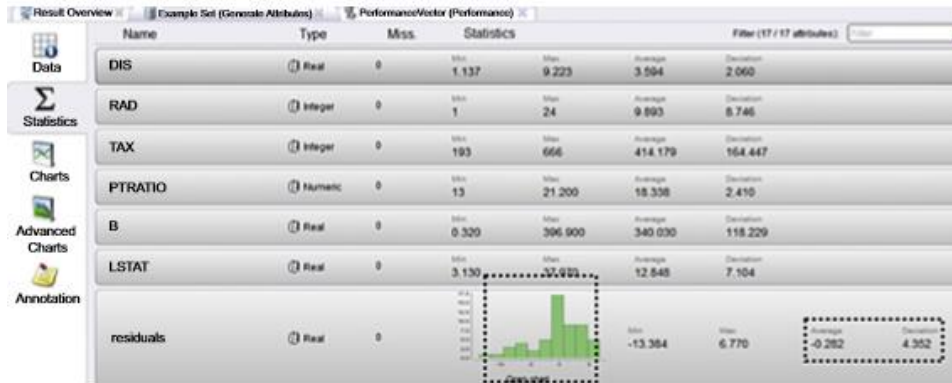 Result Overview Example Set (Generate Attributes) PerformanceVector (Performance)
Name Type Miss. Statistics Filter (17 / 17 attributes): Filter
Data
Statistics
Charts
Advanced
Charts
Annotation
DIS Real 0 Min 1.137 Max 9.223 Average 3.594 Deviation 2.060
RAD Integer 0 Min 1 Max 24 Average 9.893 Deviation 8.746
TAX Integer 0 Min 193 Max 666 Average 414.179 Deviation 164.447
PTRATIO Numeric 0 Min 13 Max 21.200 Average 18.338 Deviation 2.410
B Real 0 Min 0.320 Max 396.900 Average 340.030 Deviation 118.229
LSTAT Real 0 Min 3.130 Max 37.970 Average 12.848 Deviation 7.104
residuals Real 0 Min -13.384 Max 6.770 Average -0.282 Deviation 4.352
Open chart